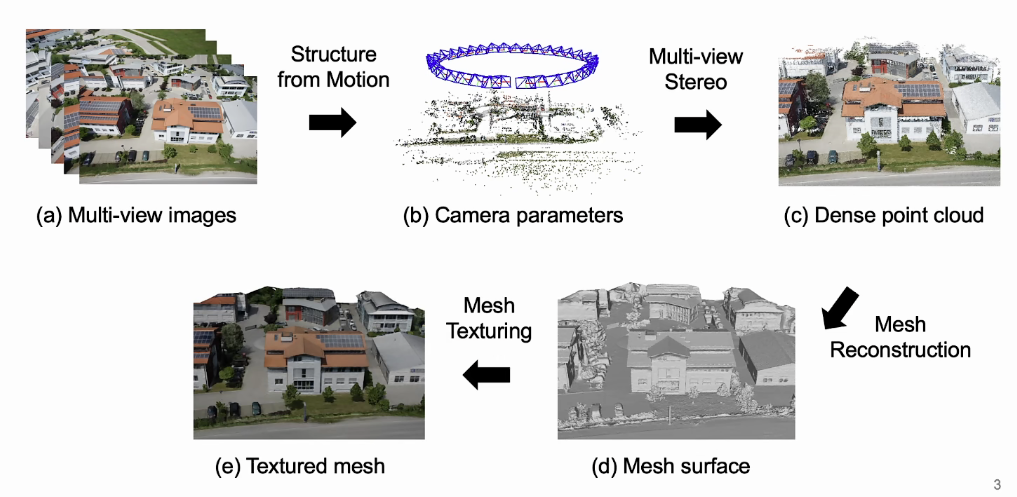 Structure
from Motion
Multi-view
Stereo
(a) Multi-view images
(b) Camera parameters
(c) Dense point cloud
Mesh
Reconstruction
Mesh
Texturing
(e) Textured mesh
(d) Mesh surface
3